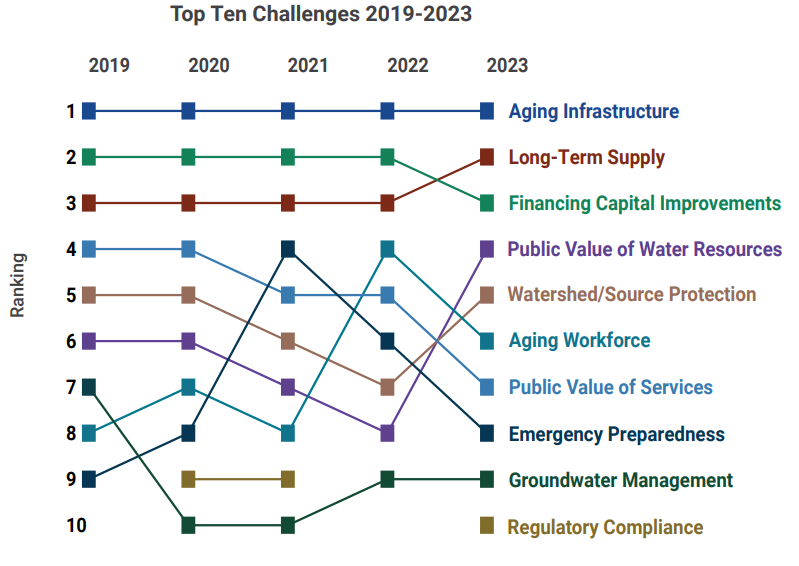 Top Ten Challenges 2019-2023
2019 2020 2021 2022 2023
Ranking
1 Aging Infrastructure
2 Long-Term Supply
3 Financing Capital Improvements
4 Public Value of Water Resources
5 Watershed/Source Protection
6 Aging Workforce
7 Public Value of Services
8 Emergency Preparedness
9 Groundwater Management
10 Regulatory Compliance